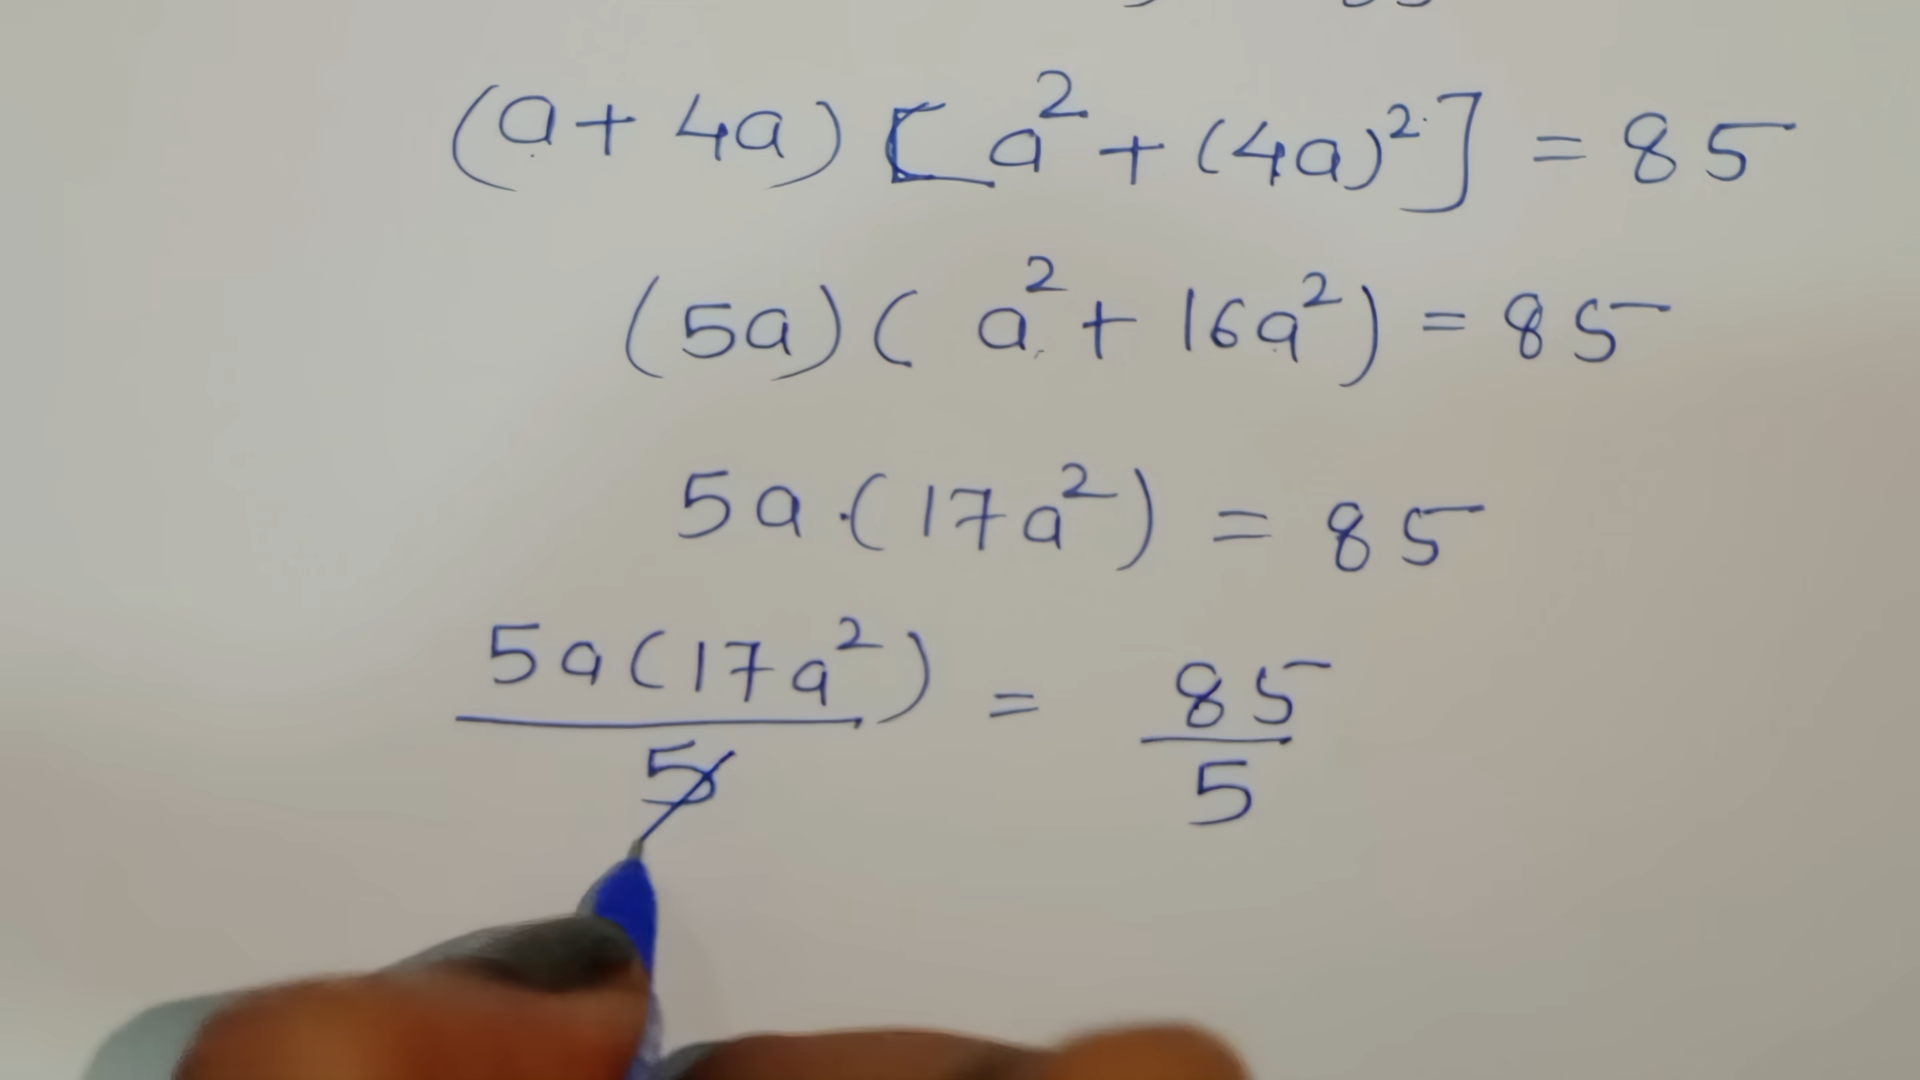 (a + 4a) [a² + (4a)²] = 85
(5a)(a² + 16a²) = 85
5a·(17a²) = 85
5a(17a²)/5 = 85/5